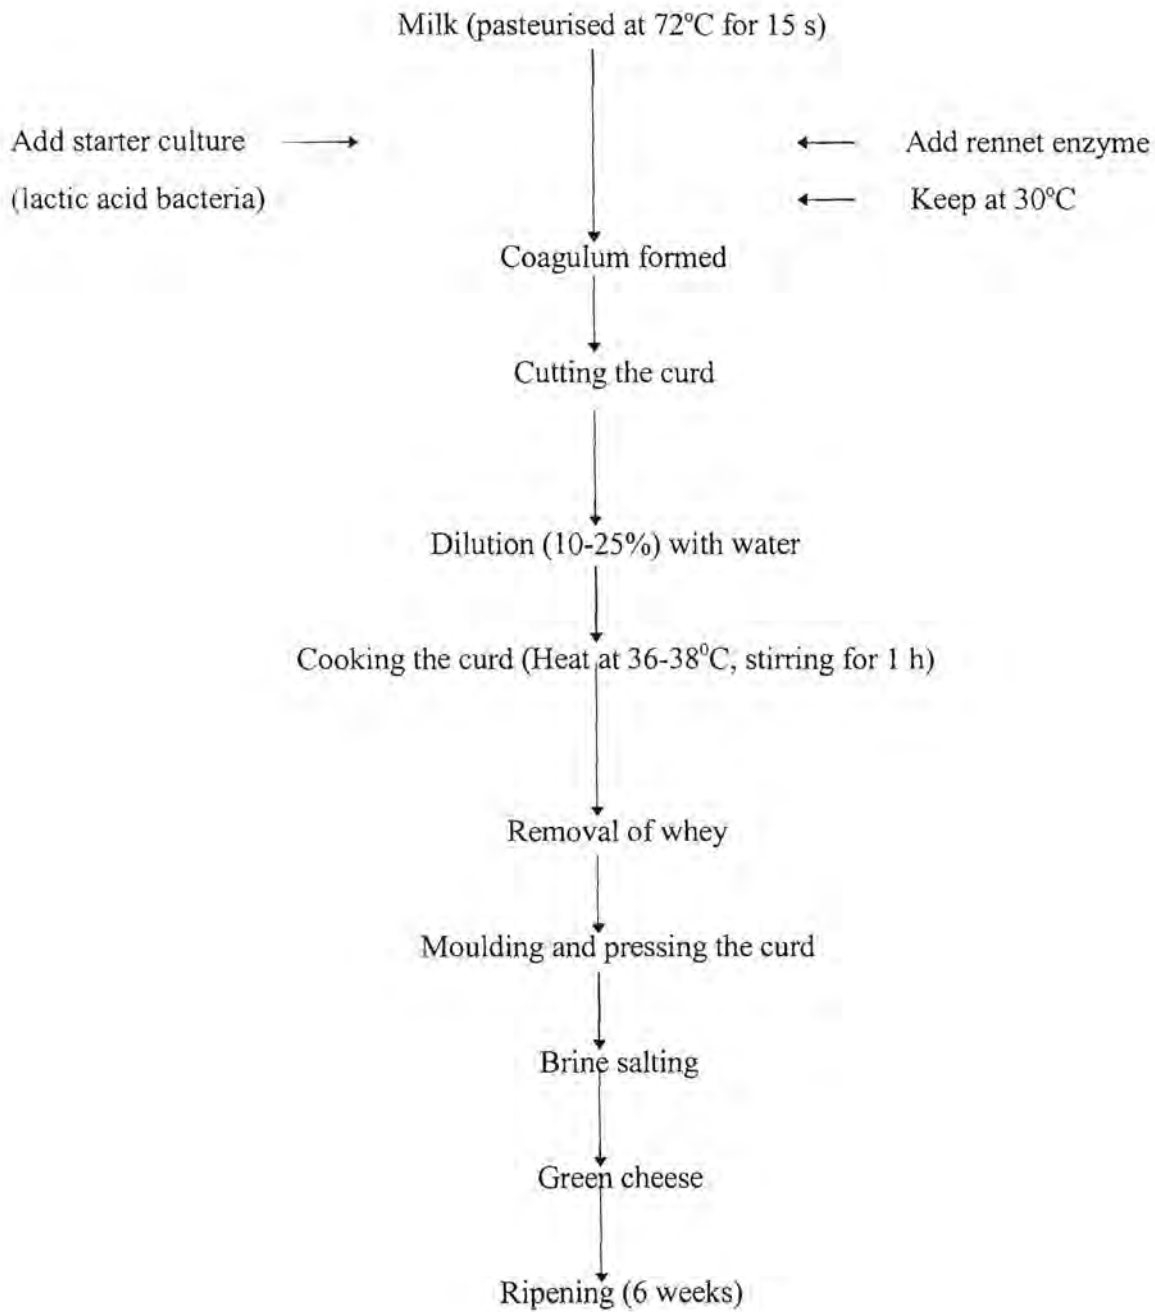 Milk (pasteurised at 72°C for 15 s)
Add starter culture
Add rennet enzyme
(lactic acid bacteria)
Keep at 30°C
Coagulum formed
Cutting the curd
Dilution (10-25%) with water
Cooking the curd (Heat at 36-38°C, stirring for 1 h)
Removal of whey
Moulding and pressing the curd
Brine salting
Green cheese
Ripening (6 weeks)